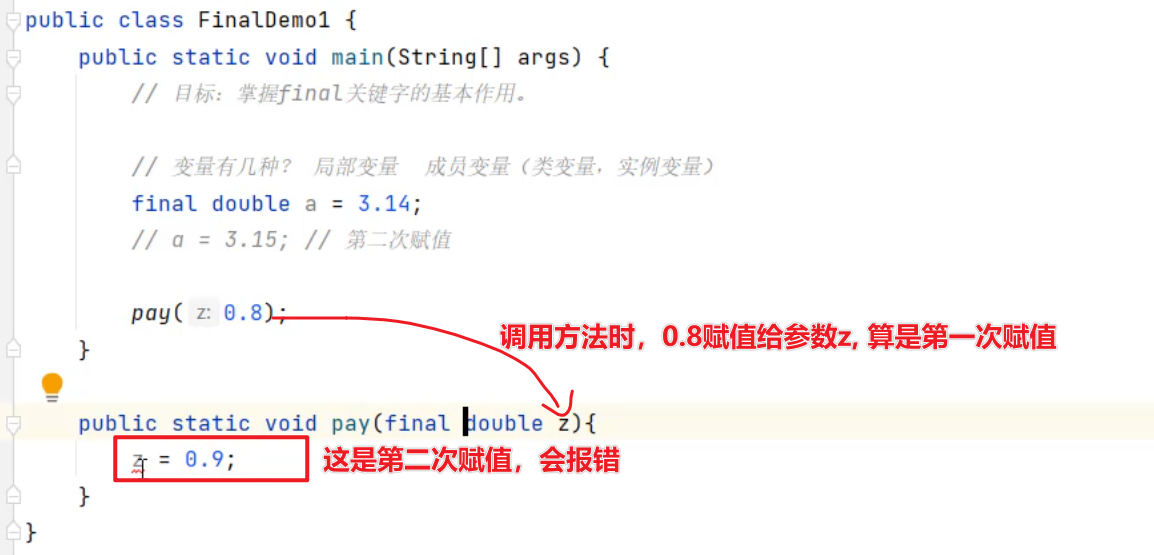 public class FinalDemo1 {
public static void main(String[] args) {
// 目标：掌握final关键字的基本作用。
// 变量有几种？ 局部变量 成员变量（类变量，实例变量）
final double a = 3.14;
// a = 3.15; // 第二次赋值
pay( z: 0.8);
调用方法时，0.8赋值给参数z, 算是第一次赋值
}
public static void pay(final double z){
z = 0.9; 这是第二次赋值，会报错
}
}